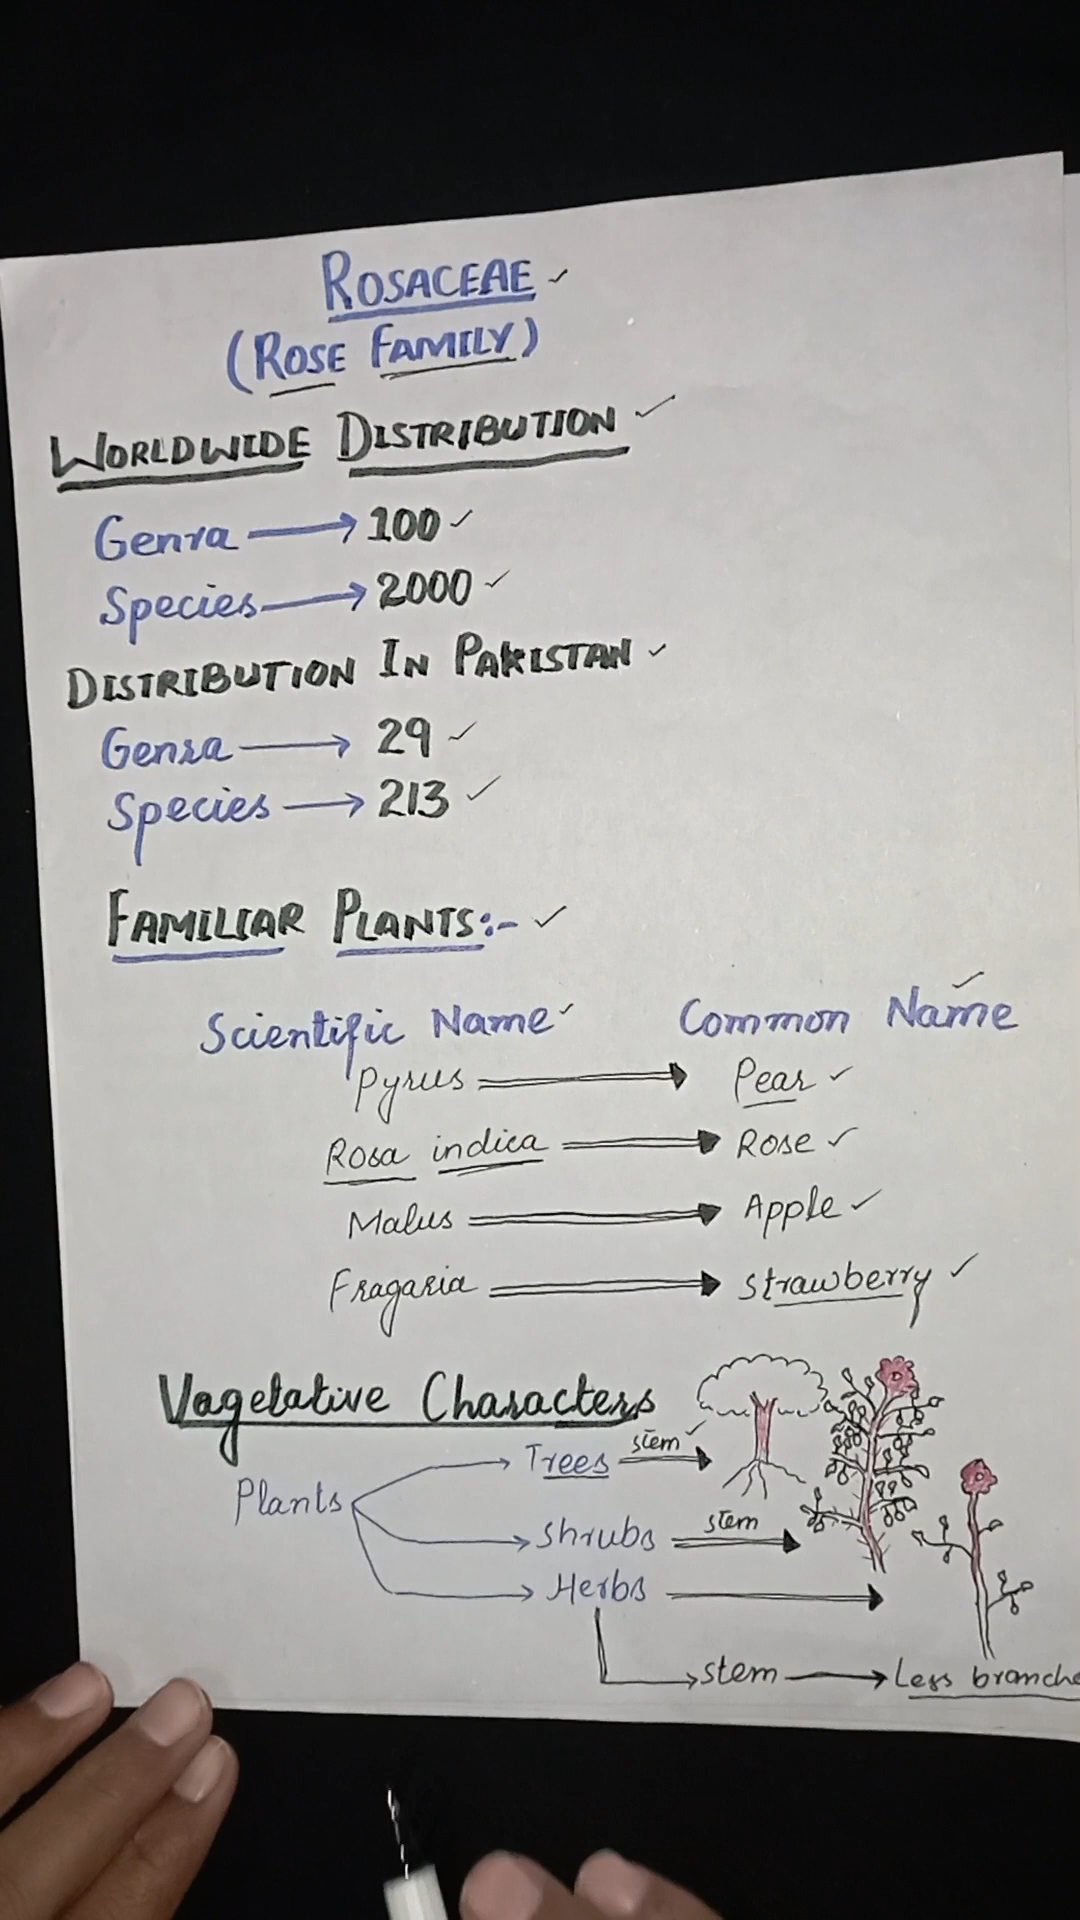 ROSACEAE
(ROSE FAMILY)
WORLDWIDE DISTRIBUTION
Genra → 100
Species → 2000
DISTRIBUTION IN PAKISTAN
Genra → 29
Species → 213
FAMILIAR PLANTS:-
Scientific Name Common Name
Pyrus → Pear
Rosa indica → Rose
Malus → Apple
Fragaria → Strawberry
Vagetative Characters
Plants → Trees stem →
→ Shrubs stem →
→ Herbs →
→ stem → Less branche